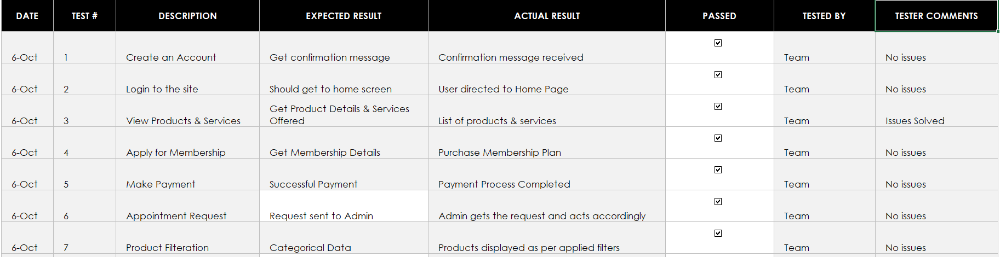 DATE TEST # DESCRIPTION EXPECTED RESULT ACTUAL RESULT PASSED TESTED BY TESTER COMMENTS
6-Oct 1 Create an Account Get confirmation message Confirmation message received Team No issues
6-Oct 2 Login to the site Should get to home screen User directed to Home Page Team No issues
Get Product Details & Services
6-Oct 3 View Products & Services Offered List of products & services Team Issues Solved
6-Oct 4 Apply for Membership Get Membership Details Purchase Membership Plan Team No issues
6-Oct 5 Make Payment Successful Payment Payment Process Completed Team No issues
6-Oct 6 Appointment Request Request sent to Admin Admin gets the request and acts accordingly Team No issues
6-Oct 7 Product Filteration Categorical Data Products displayed as per applied filters Team No issues